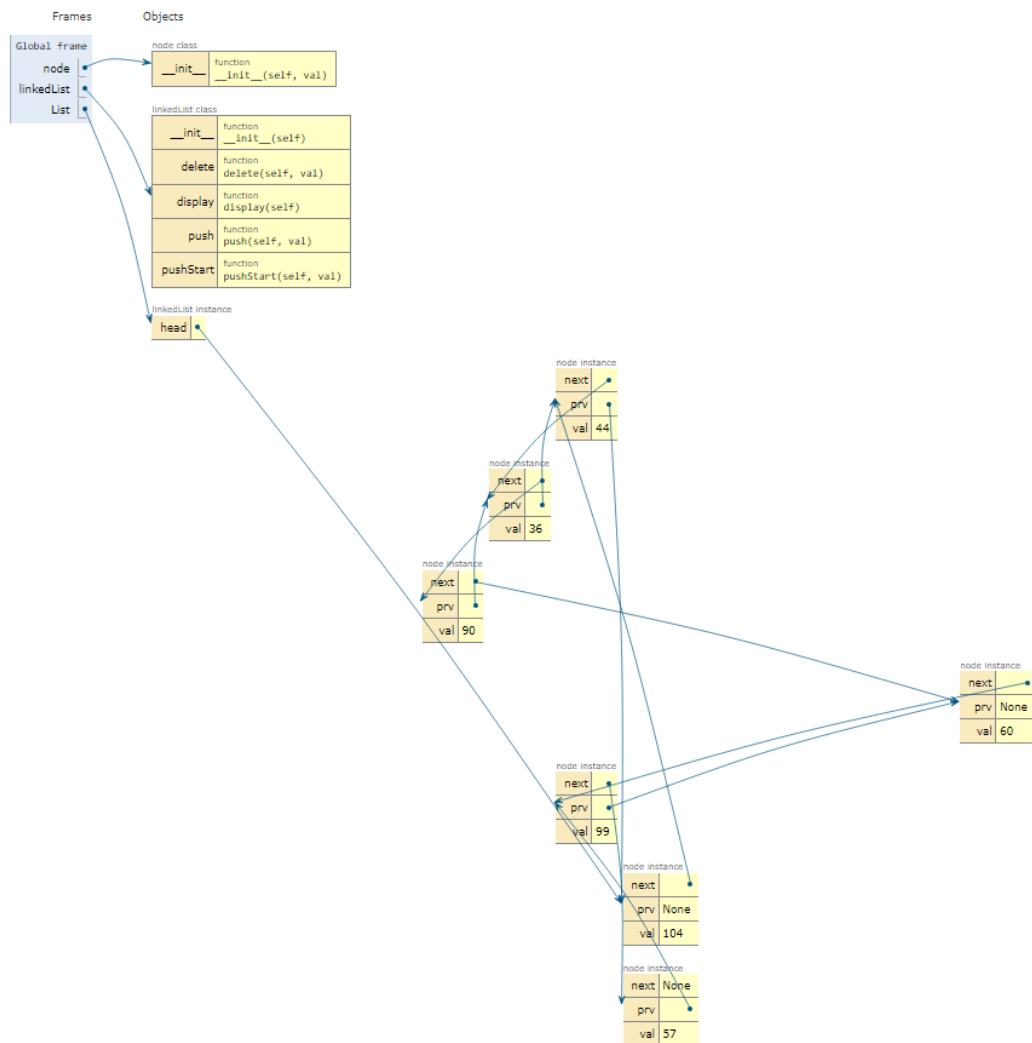 Frames Objects
Global frame
node
linkedList
List
node class
__init__ function
__init__(self, val)
linkedList class
__init__ function
__init__(self)
delete function
delete(self, val)
display function
display(self)
push function
push(self, val)
pushStart function
pushStart(self, val)
linkedList instance
head
node instance
next
prv
val 44
node instance
next
prv
val 36
node instance
next
prv
val 90
node instance
next
prv None
val 60
node instance
next
prv
val 99
node instance
next
prv None
val 104
node instance
next None
prv
val 57